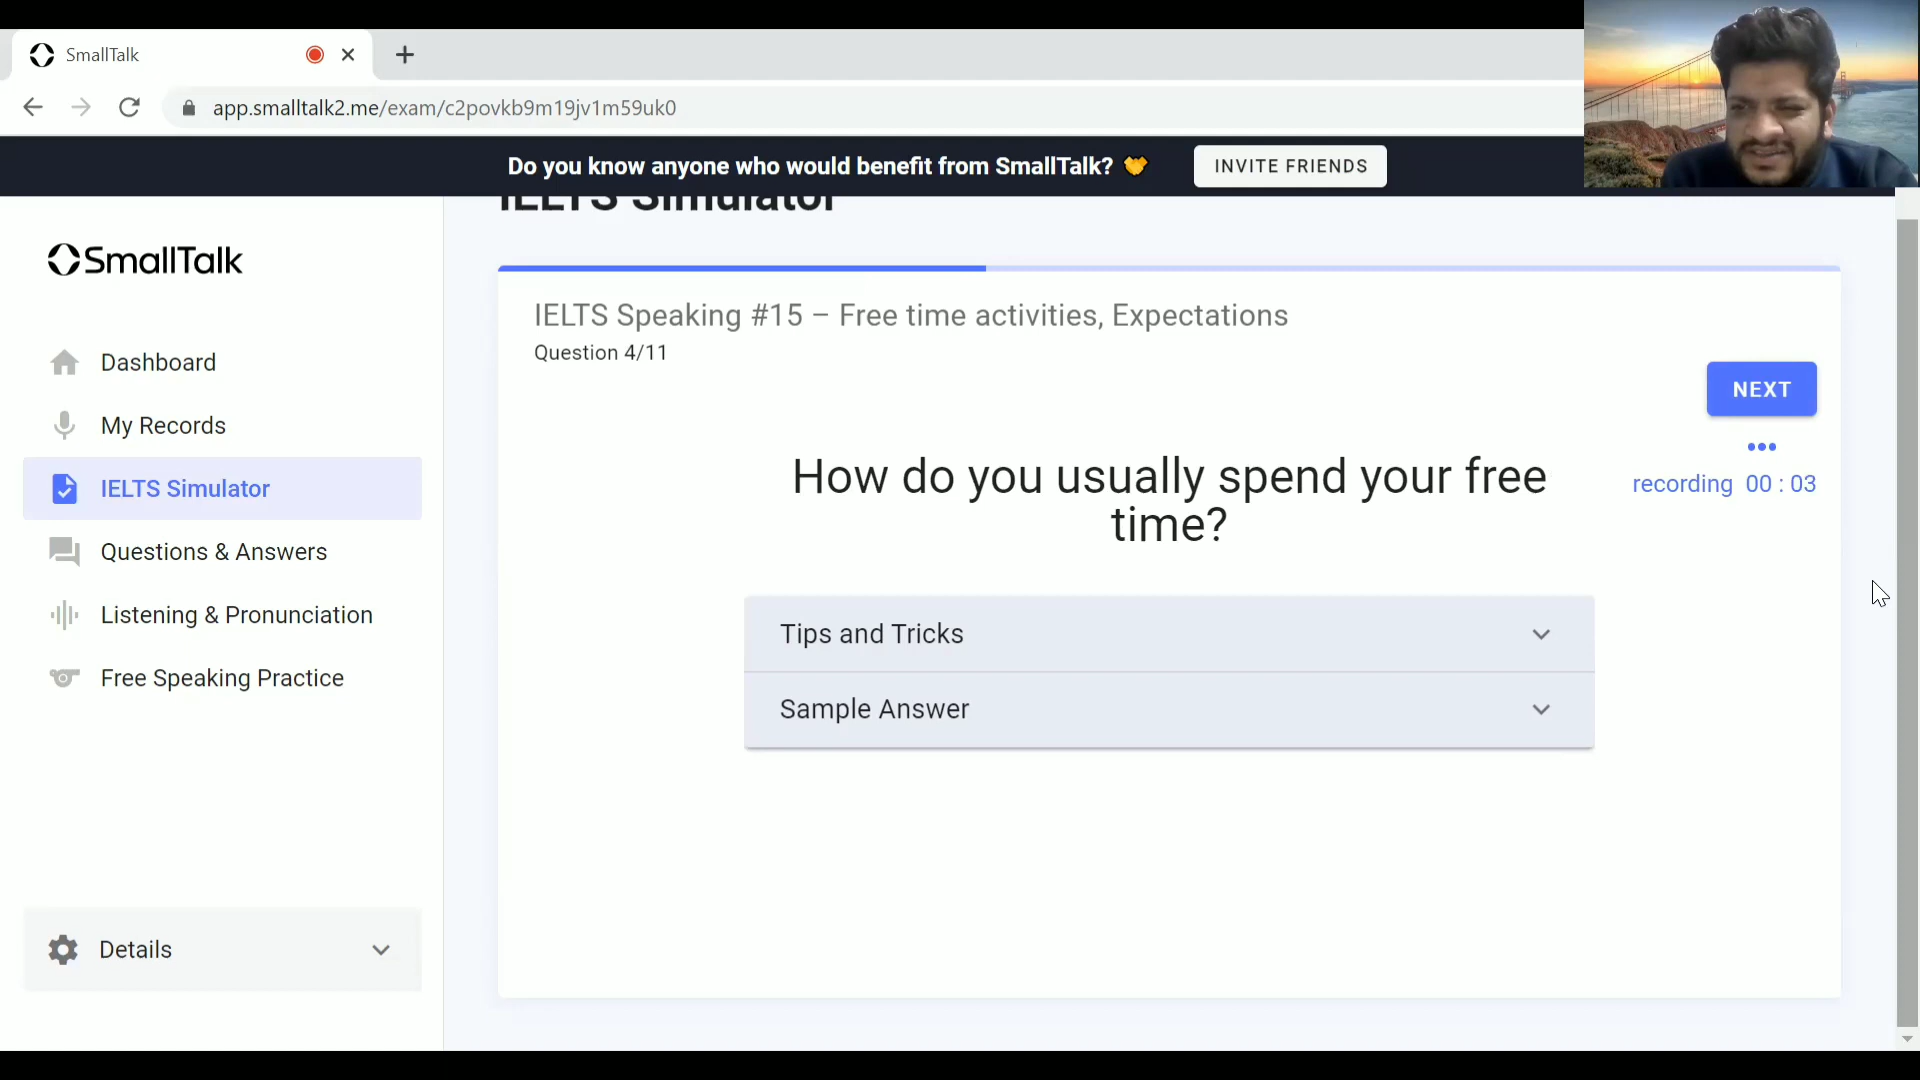 SmallTalk
app.smalltalk2.me/exam/c2povkb9m19jv1m59uk0
Do you know anyone who would benefit from SmallTalk?
INVITE FRIENDS
IELTS Simulator
SmallTalk
Dashboard
My Records
IELTS Simulator
Questions & Answers
Listening & Pronunciation
Free Speaking Practice
Details
IELTS Speaking #15 – Free time activities, Expectations
Question 4/11
NEXT
recording 00 : 03
How do you usually spend your free
time?
Tips and Tricks
Sample Answer